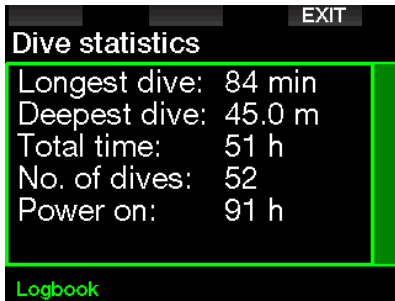 EXIT
Dive statistics
Longest dive: 84 min
Deepest dive: 45.0 m
Total time: 51 h
No. of dives: 52
Power on: 91 h
Logbook